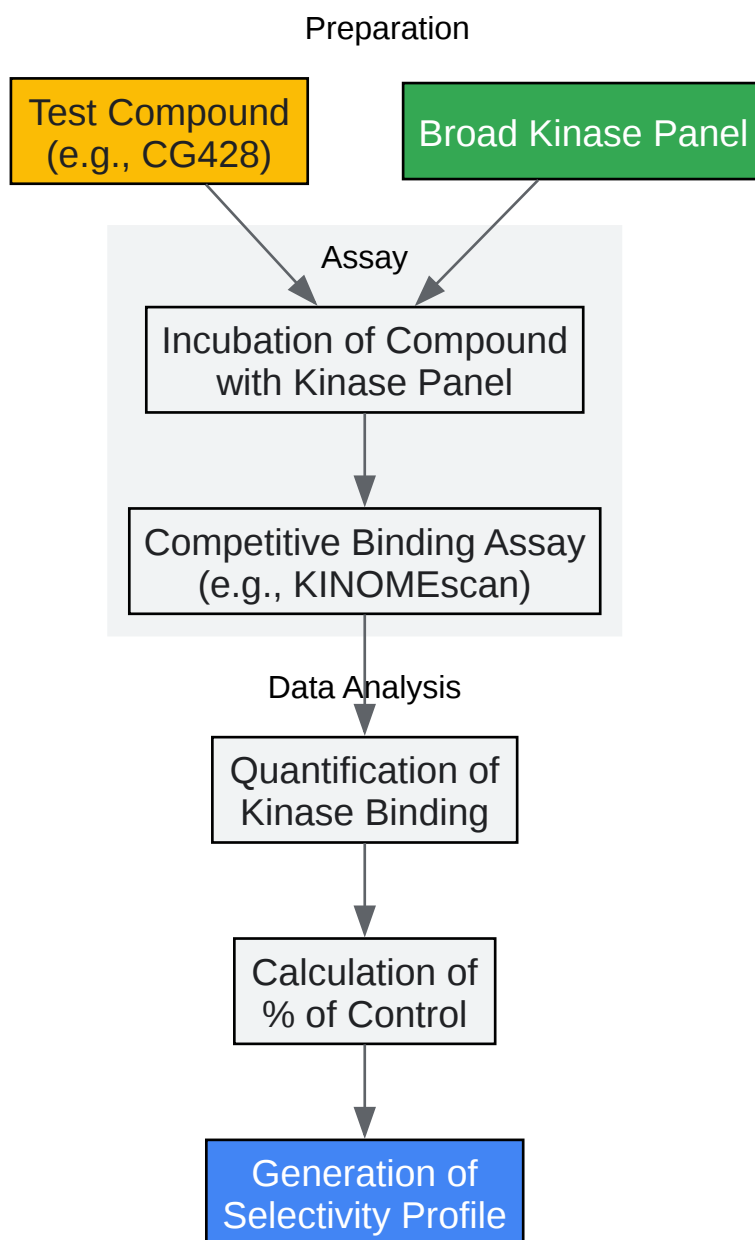 Preparation
Test Compound
(e.g., CG428)
Broad Kinase Panel
Assay
Incubation of Compound
with Kinase Panel
Competitive Binding Assay
(e.g., KINOMEscan)
Data Analysis
Quantification of
Kinase Binding
Calculation of
% of Control
Generation of
Selectivity Profile